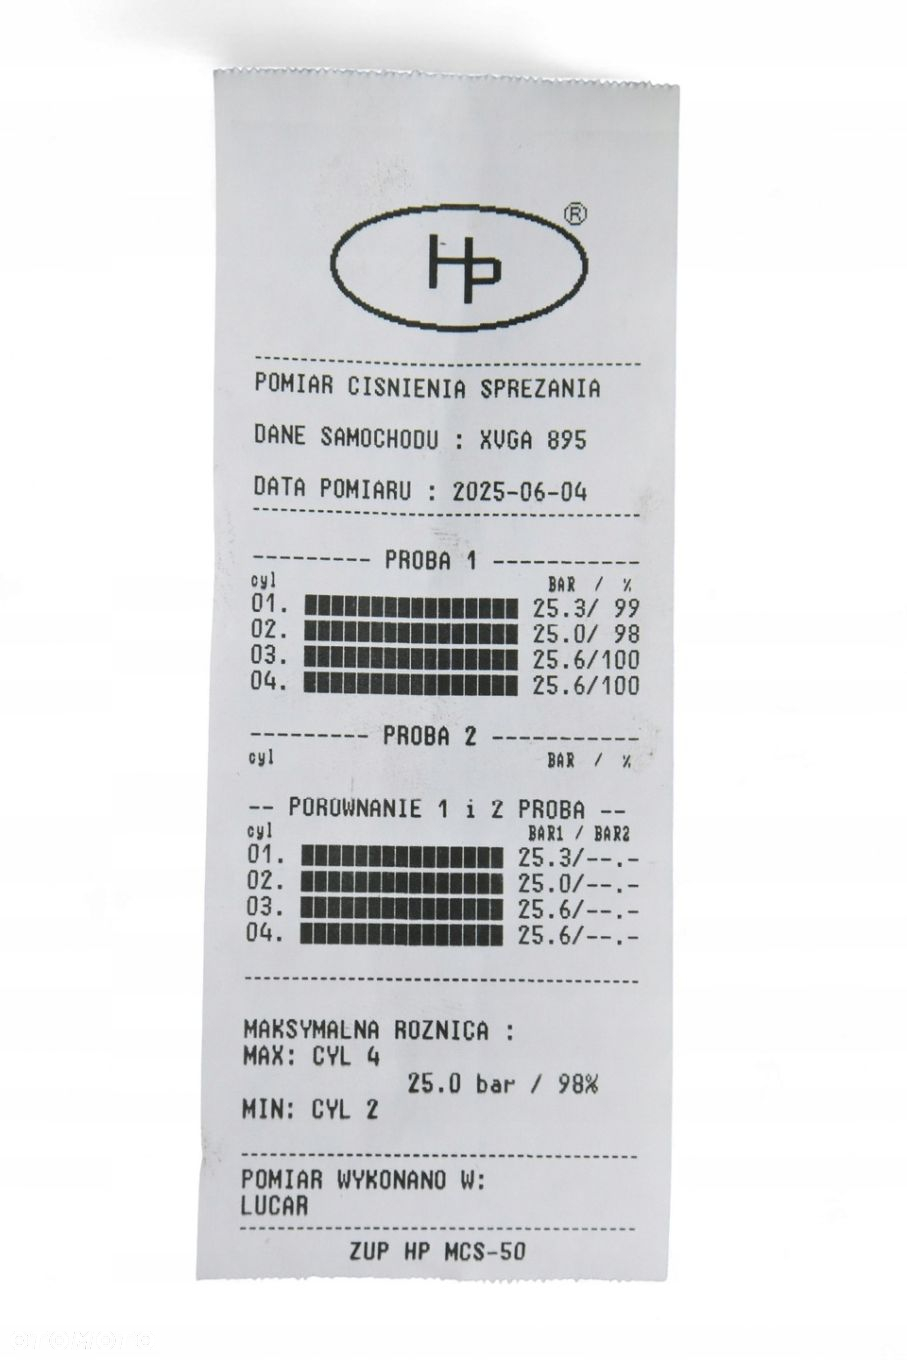 HP ®
POMIAR CISNIENIA SPREZANIA
DANE SAMOCHODU : XVGA 895
DATA POMIARU : 2025-06-04
--------- PROBA 1 -----------
cyl BAR / %
01. 25.3/ 99
02. 25.0/ 98
03. 25.6/100
04. 25.6/100
--------- PROBA 2 -----------
cyl BAR / %
-- POROWNANIE 1 i 2 PROBA --
cyl BAR1 / BAR2
01. 25.3/--.-
02. 25.0/--.-
03. 25.6/--.-
04. 25.6/--.-
MAKSYMALNA ROZNICA :
MAX: CYL 4
25.0 bar / 98%
MIN: CYL 2
POMIAR WYKONANO W:
LUCAR
ZUP HP MCS-50